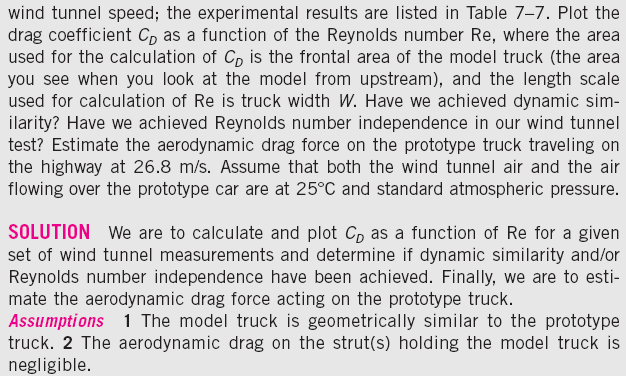 wind tunnel speed; the experimental results are listed in Table 7–7. Plot the
drag coefficient C_D as a function of the Reynolds number Re, where the area
used for the calculation of C_D is the frontal area of the model truck (the area
you see when you look at the model from upstream), and the length scale
used for calculation of Re is truck width W. Have we achieved dynamic sim-
ilarity? Have we achieved Reynolds number independence in our wind tunnel
test? Estimate the aerodynamic drag force on the prototype truck traveling on
the highway at 26.8 m/s. Assume that both the wind tunnel air and the air
flowing over the prototype car are at 25°C and standard atmospheric pressure.
SOLUTION We are to calculate and plot C_D as a function of Re for a given
set of wind tunnel measurements and determine if dynamic similarity and/or
Reynolds number independence have been achieved. Finally, we are to esti-
mate the aerodynamic drag force acting on the prototype truck.
Assumptions 1 The model truck is geometrically similar to the prototype
truck. 2 The aerodynamic drag on the strut(s) holding the model truck is
negligible.